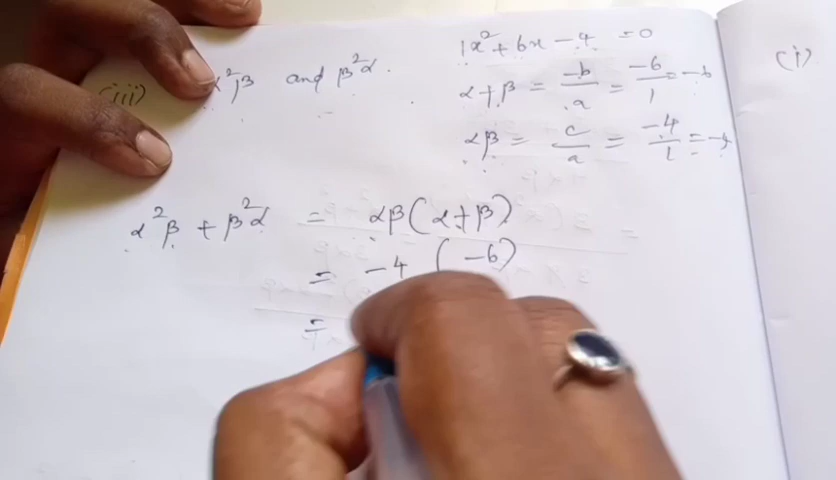 1x² + 6x - 4 = 0
(i)
(iii) α²β and β²α.
α+β = -b/a = -6/1 = -6
αβ = c/a = -4/1 = -4
α²β + β²α = αβ(α+β)
= -4 (-6)
=